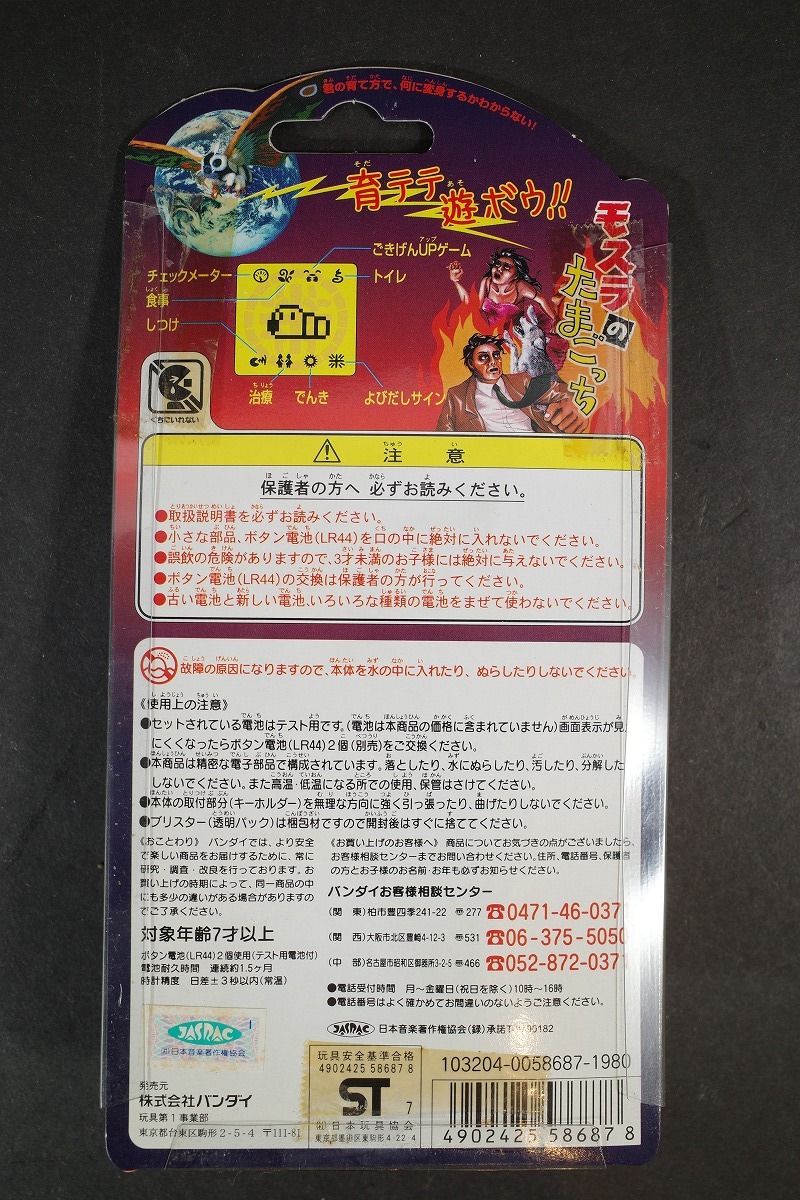 君の育て方で、何に変身するかわからない!
育テテ遊ボウ!!
モスラの
たまごっち
ごきげんUPゲーム
チェックメーター
トイレ
食事
しつけ
治療
でんき
よびだしサイン
くちにいれない
注意
保護者の方へ 必ずお読みください。
●取扱説明書を必ずお読みください。
●小さな部品、ボタン電池(LR44)を口の中に絶対に入れないでください。
●誤飲の危険がありますので、3才未満のお子様には絶対に与えないでください。
●ボタン電池(LR44)の交換は保護者の方が行ってください。
●古い電池と新しい電池、いろいろな種類の電池をまぜて使わないでください。
故障の原因になりますので、本体を水の中に入れたり、ぬらしたりしないでください。
《使用上の注意》
●セットされている電池はテスト用です。(電池は本商品の価格に含まれていません)画面表示が見
にくくなったらボタン電池(LR44)2個(別売)をご交換ください。
●本商品は精密な電子部品で構成されています。落としたり、水にぬらしたり、汚したり、分解した
しないでください。また高温・低温になる所での使用、保管はさけてください。
●本体の取付部分(キーホルダー)を無理な方向に強く引っ張ったり、曲げたりしないでください。
●ブリスター(透明パック)は梱包材ですので開封後はすぐに捨ててください。
《おことわり》 バンダイでは、より安全
で楽しい商品をお届けするために、常に
研究・調査・改良を行っております。お
買い上げの時期によって、同一商品の中
にも多少の違いがある場合がありますの
でご了承ください。
《お買い上げのお客様へ》 商品についてお気づきの点がございましたら、
お客様相談センターまでお問い合わせください。住所、電話番号、保護者
の方とお子様のお名前・お年も必ずお知らせください。
バンダイお客様相談センター
(関 東)柏市豊四季241-22 〒277 ☎0471-46-037
(関 西)大阪市北区豊崎4-12-3 〒531 ☎06-375-5050
(中 部)名古屋市昭和区御器所3-2-5 〒466 ☎052-872-0371
●電話受付時間 月〜金曜日(祝日を除く)10時〜16時
●電話番号はよく確かめてお間違いのないようご注意ください。
対象年齢7才以上
ボタン電池(LR44)2個使用(テスト用電池付)
電池耐久時間 連続約1.5ヶ月
時計精度 日差±3秒以内(常温)
JASRAC 日本音楽著作権協会(録)承諾T-
90182
JASRAC
1
㈳日本音楽著作権協会
発売元
株式会社バンダイ
玩具第1事業部
東京都台東区駒形2-5-4 〒111-81
玩具安全基準合格
4902425 58687 8
ST
7
㈳日本玩具協会
東京都墨田区東駒形4-22-4
103204-0058687-1980
4902425 58687 8